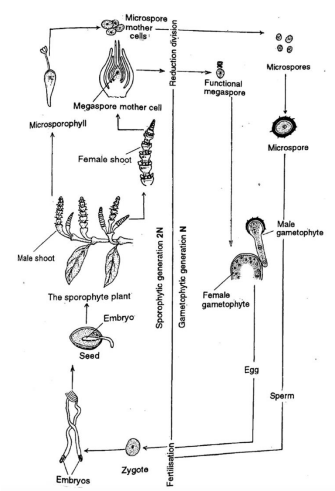 Microspore
mother
cells
Reduction division
Microspores
Megaspore mother cell
Functional
megaspore
Microsporophyll
Female shoot
Microspore
Male shoot
Sporophytic generation 2N
Gametophytic generation N
Male
gametophyte
The sporophyte plant
Female
gametophyte
Embryo
Seed
Egg
Sperm
Fertilisation
Embryos
Zygote